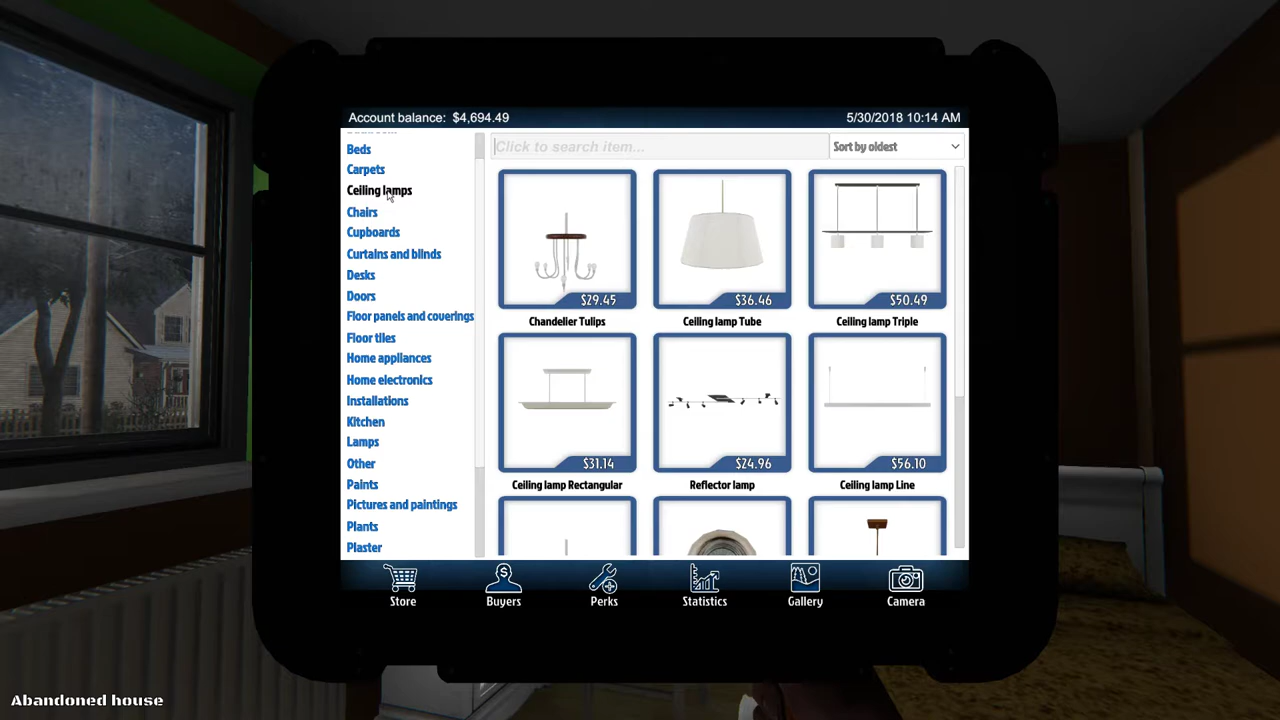 Account balance: $4,694.49
5/30/2018 10:14 AM
Beds
Carpets
Ceiling lamps
Chairs
Cupboards
Curtains and blinds
Desks
Doors
Floor panels and coverings
Floor tiles
Home appliances
Home electronics
Installations
Kitchen
Lamps
Other
Paints
Pictures and paintings
Plants
Plaster
Click to search item...
Sort by oldest
$29.45
$36.46
$50.49
Chandelier Tulips
Ceiling lamp Tube
Ceiling lamp Triple
$31.14
$24.96
$56.10
Ceiling lamp Rectangular
Reflector lamp
Ceiling lamp Line
Store
Buyers
Perks
Statistics
Gallery
Camera
Abandoned house